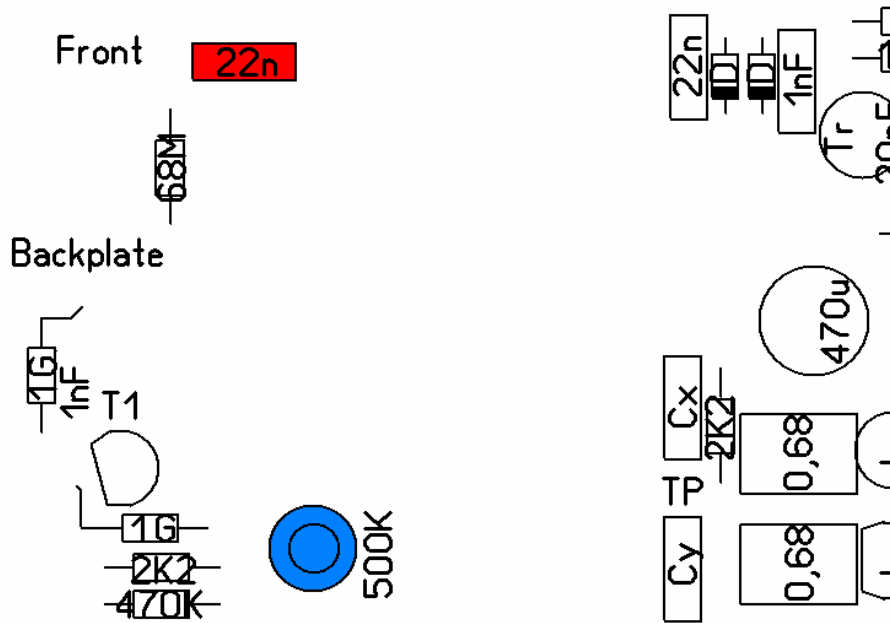 Front
22n
68M
Backplate
1G
1nF
T1
1G
2K2
470K
500K
22n
D
D
1nF
Tr
470u
Cx
2K2
0,68
TP
Cy
0,68